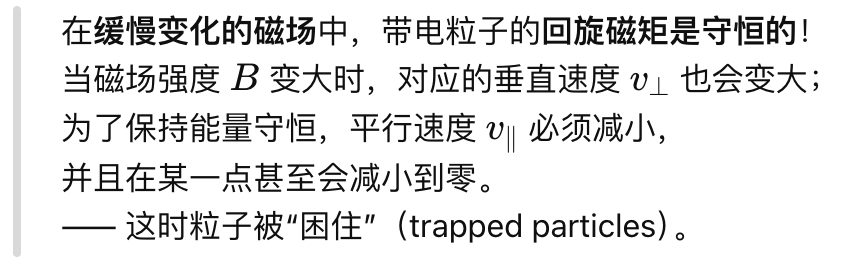 在缓慢变化的磁场中，带电粒子的回旋磁矩是守恒的！
当磁场强度 B 变大时，对应的垂直速度 v⊥ 也会变大；
为了保持能量守恒，平行速度 v∥ 必须减小，
并且在某一点甚至会减小到零。
—— 这时粒子被“困住”（trapped particles）。